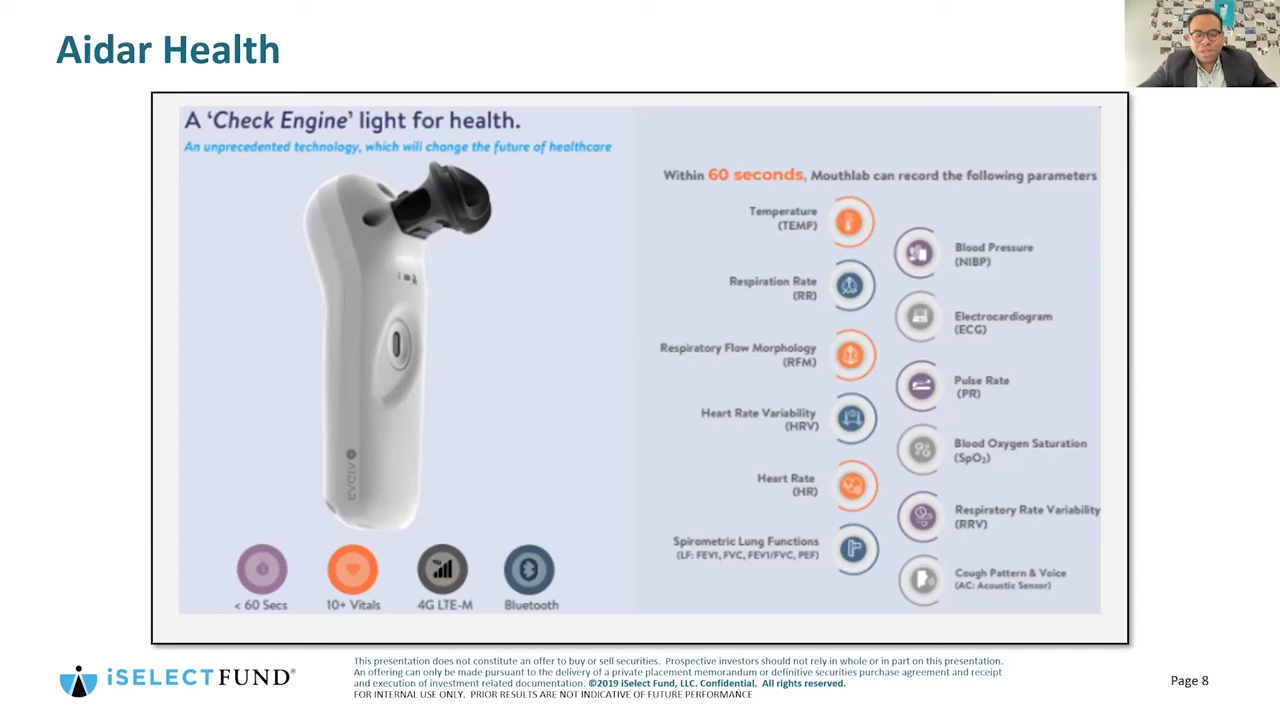 Aidar Health
A 'Check Engine' light for health.
An unprecedented technology, which will change the future of healthcare
AIDAR
< 60 Secs
10+ Vitals
4G LTE-M
Bluetooth
Within 60 seconds, Mouthlab can record the following parameters
Temperature
(TEMP)
Blood Pressure
(NIBP)
Respiration Rate
(RR)
Electrocardiogram
(ECG)
Respiratory Flow Morphology
(RFM)
Pulse Rate
(PR)
Heart Rate Variability
(HRV)
Blood Oxygen Saturation
(SpO₂)
Heart Rate
(HR)
Respiratory Rate Variability
(RRV)
Spirometric Lung Functions
(LF: FEV1, FVC, FEV1/FVC, PEF)
Cough Pattern & Voice
(AC: Acoustic Sensor)
iSELECTFUND®
This presentation does not constitute an offer to buy or sell securities. Prospective investors should not rely in whole or in part on this presentation.
An offering can only be made pursuant to the delivery of a private placement memorandum or definitive securities purchase agreement and receipt
and execution of investment related documentation. ©2019 iSelect Fund, LLC. Confidential. All rights reserved.
FOR INTERNAL USE ONLY. PRIOR RESULTS ARE NOT INDICATIVE OF FUTURE PERFORMANCE
Page 8